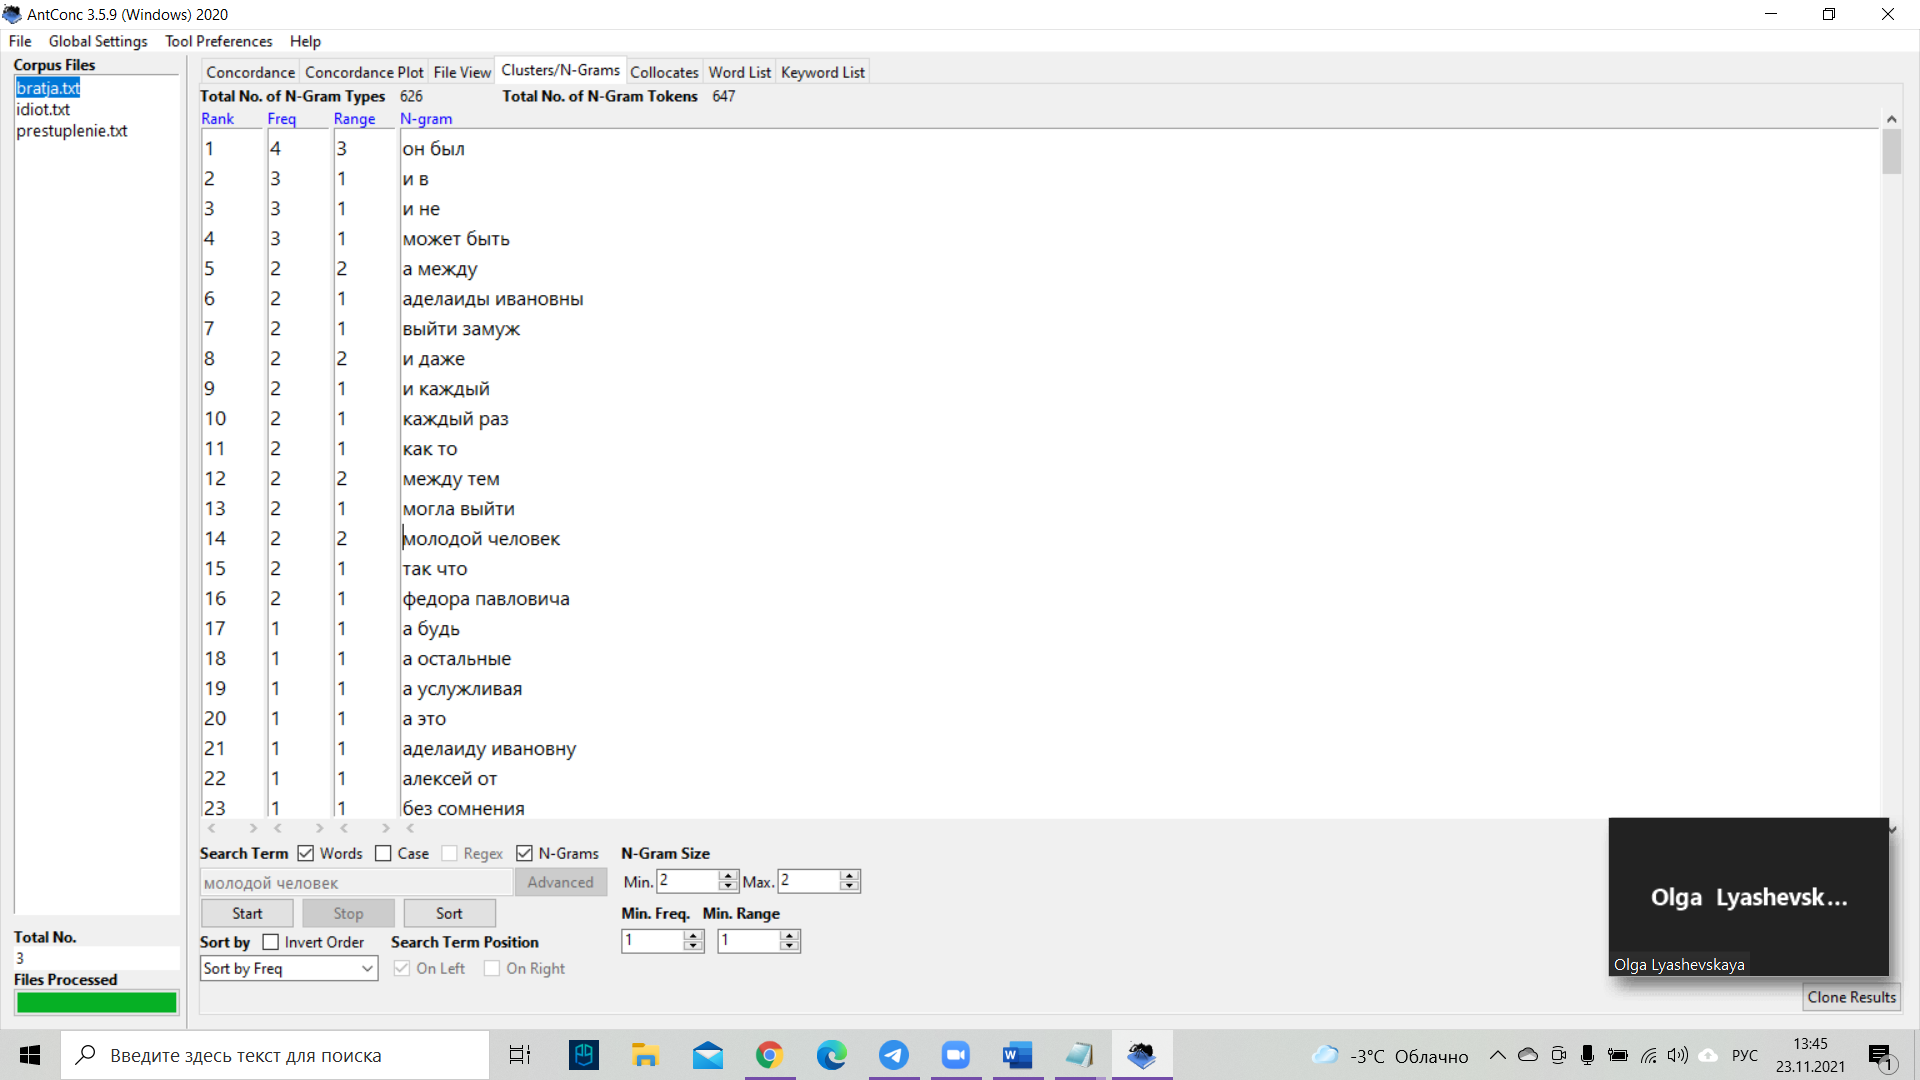 AntConc 3.5.9 (Windows) 2020
File Global Settings Tool Preferences Help
Corpus Files
bratja.txt
idiot.txt
prestuplenie.txt
Total No.
3
Files Processed
Concordance Concordance Plot File View Clusters/N-Grams Collocates Word List Keyword List
Total No. of N-Gram Types 626 Total No. of N-Gram Tokens 647
Rank Freq Range N-gram
1 4 3 он был
2 3 1 и в
3 3 1 и не
4 3 1 может быть
5 2 2 а между
6 2 1 аделаиды ивановны
7 2 1 выйти замуж
8 2 2 и даже
9 2 1 и каждый
10 2 1 каждый раз
11 2 1 как то
12 2 2 между тем
13 2 1 могла выйти
14 2 2 молодой человек
15 2 1 так что
16 2 1 федора павловича
17 1 1 а будь
18 1 1 а остальные
19 1 1 а услужливая
20 1 1 а это
21 1 1 аделаиду ивановну
22 1 1 алексей от
23 1 1 без сомнения
Search Term Words Case Regex N-Grams N-Gram Size
молодой человек Advanced Min. 2 Max. 2
Start Stop Sort Min. Freq. Min. Range
1 1
Sort by Invert Order Search Term Position
Sort by Freq On Left On Right
Olga Lyashevsk...
Olga Lyashevskaya
Clone Results
Введите здесь текст для поиска
-3°C Облачно
РУС
13:45
23.11.2021
1